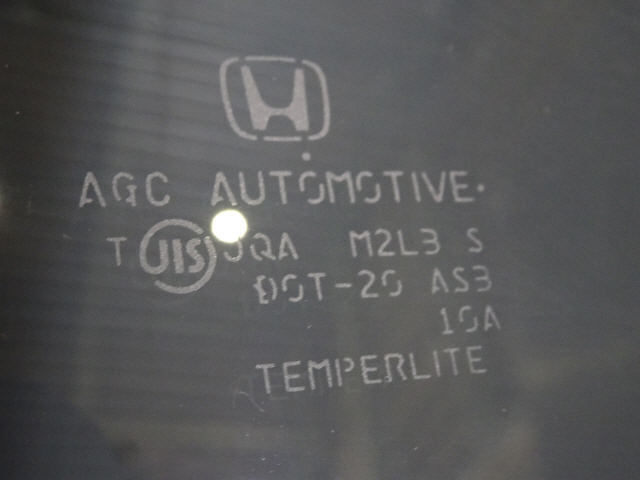 AGC AUTOMOTIVE
T JIS JQA M2L3 S
DOT-20 AS3
10A
TEMPERLITE